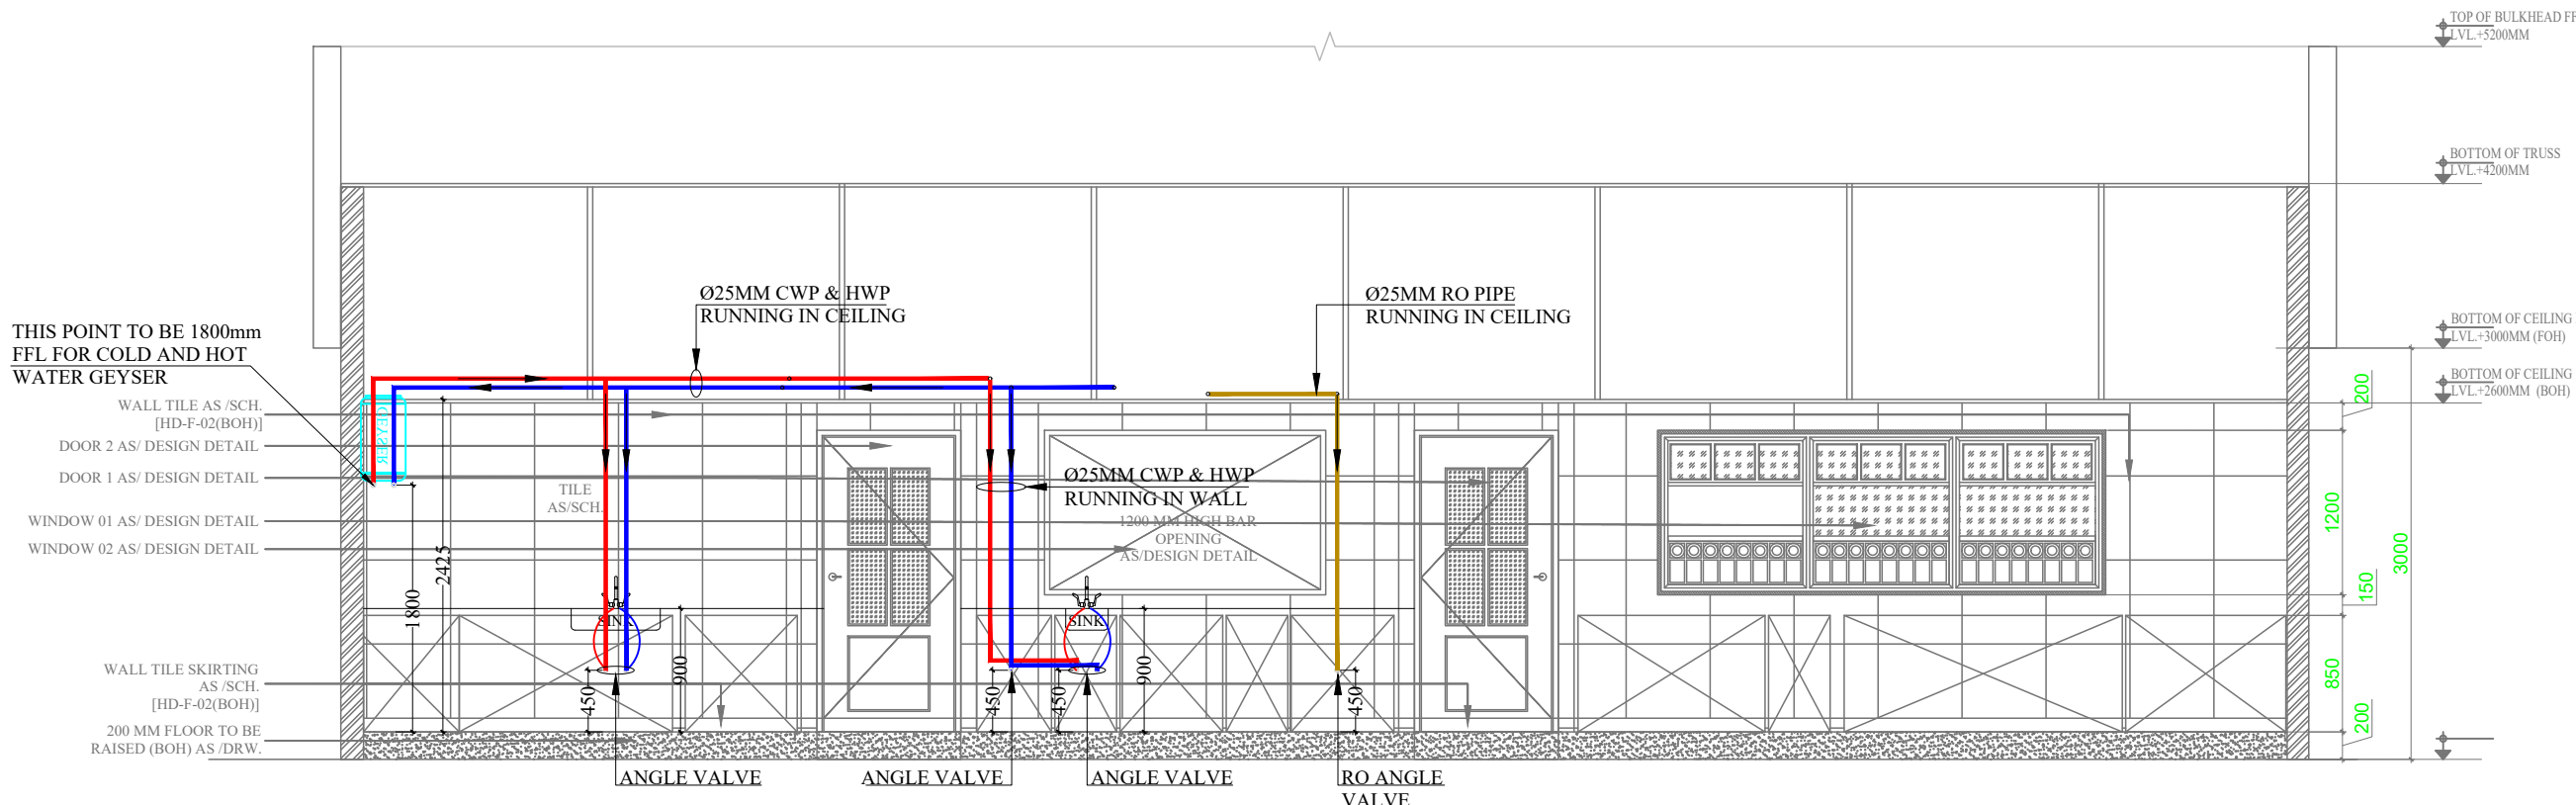 TOP OF BULKHEAD
LVL.+5200MM
BOTTOM OF TRUSS
LVL.+4200MM
Ø25MM CWP & HWP
RUNNING IN CEILING
Ø25MM RO PIPE
RUNNING IN CEILING
BOTTOM OF CEILING
LVL.+3000MM (FOH)
BOTTOM OF CEILING
LVL.+2600MM (BOH)
THIS POINT TO BE 1800mm
FFL FOR COLD AND HOT
WATER GEYSER
WALL TILE AS /SCH.
[HD-F-02(BOH)]
DOOR 2 AS/ DESIGN DETAIL
DOOR 1 AS/ DESIGN DETAIL
WINDOW 01 AS/ DESIGN DETAIL
WINDOW 02 AS/ DESIGN DETAIL
WALL TILE SKIRTING
AS /SCH.
[HD-F-02(BOH)]
200 MM FLOOR TO BE
RAISED (BOH) AS /DRW.
GEYSER
TILE
AS/SCH.
Ø25MM CWP & HWP
RUNNING IN WALL
1200 MM HIGH BAR
OPENING
AS/DESIGN DETAIL
1800
2425
SINK
SINK
450
900
450
450
900
450
200
1200
150
850
200
3000
ANGLE VALVE
ANGLE VALVE
ANGLE VALVE
RO ANGLE
VALVE